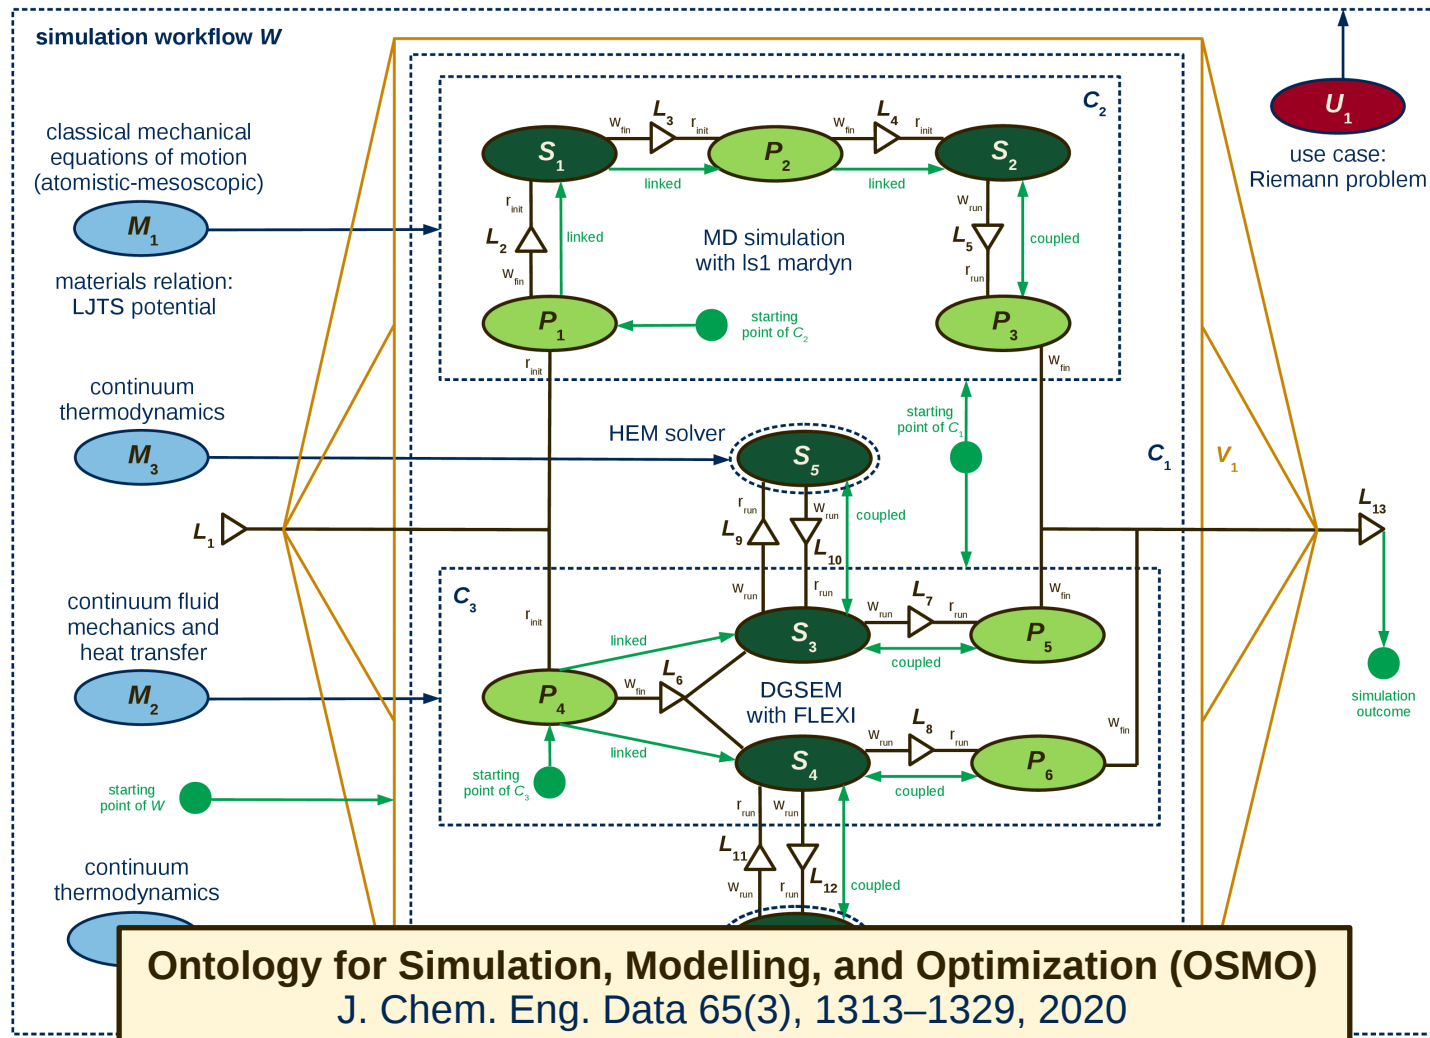 simulation workflow W
U1
use case:
Riemann problem
classical mechanical
equations of motion
(atomistic-mesoscopic)
M1
materials relation:
LJTS potential
C2
S1
wfin
L3
rinit
P2
wfin
L4
rinit
S2
linked
linked
rinit
L2
linked
wfin
MD simulation
with ls1 mardyn
wrun
L5
coupled
rrun
P1
starting
point of C2
P3
rinit
wfin
continuum
thermodynamics
M3
HEM solver
S5
starting
point of C1
C1
V1
L1
rrun
wrun
coupled
L9
L10
wrun
rrun
L13
continuum fluid
mechanics and
heat transfer
M2
C3
rinit
wfin
linked
S3
wrun
L7
rrun
P5
coupled
P4
wfin
L6
DGSEM
with FLEXI
linked
S4
wrun
L8
rrun
P6
coupled
wfin
simulation
outcome
starting
point of C3
starting
point of W
rrun
wrun
L11
L12
wrun
rrun
coupled
continuum
thermodynamics
Ontology for Simulation, Modelling, and Optimization (OSMO)
J. Chem. Eng. Data 65(3), 1313–1329, 2020